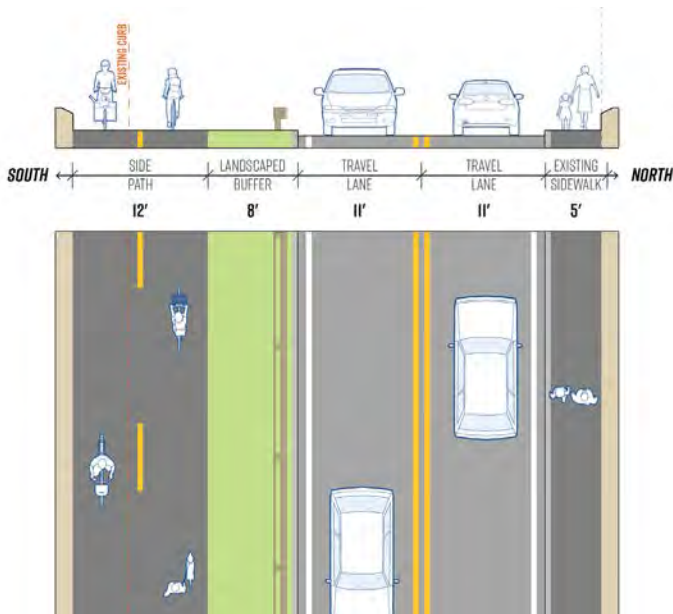 EXISTING CURB
SOUTH
SIDE PATH
LANDSCAPED BUFFER
TRAVEL LANE
TRAVEL LANE
EXISTING SIDEWALK
NORTH
12'
8'
11'
11'
5'